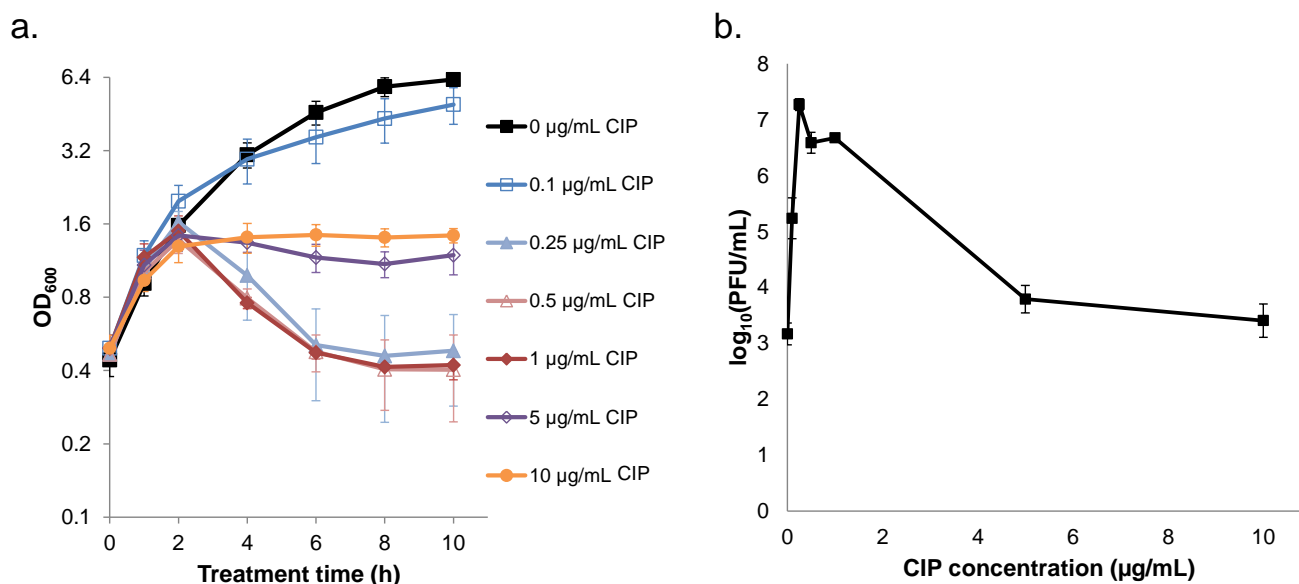 a.
OD600
6.4
3.2
1.6
0.8
0.4
0.2
0.1
0 2 4 6 8 10
Treatment time (h)
0 µg/mL CIP
0.1 µg/mL CIP
0.25 µg/mL CIP
0.5 µg/mL CIP
1 µg/mL CIP
5 µg/mL CIP
10 µg/mL CIP
b.
log10(PFU/mL)
8
7
6
5
4
3
2
1
0
0 2 4 6 8 10
CIP concentration (µg/mL)